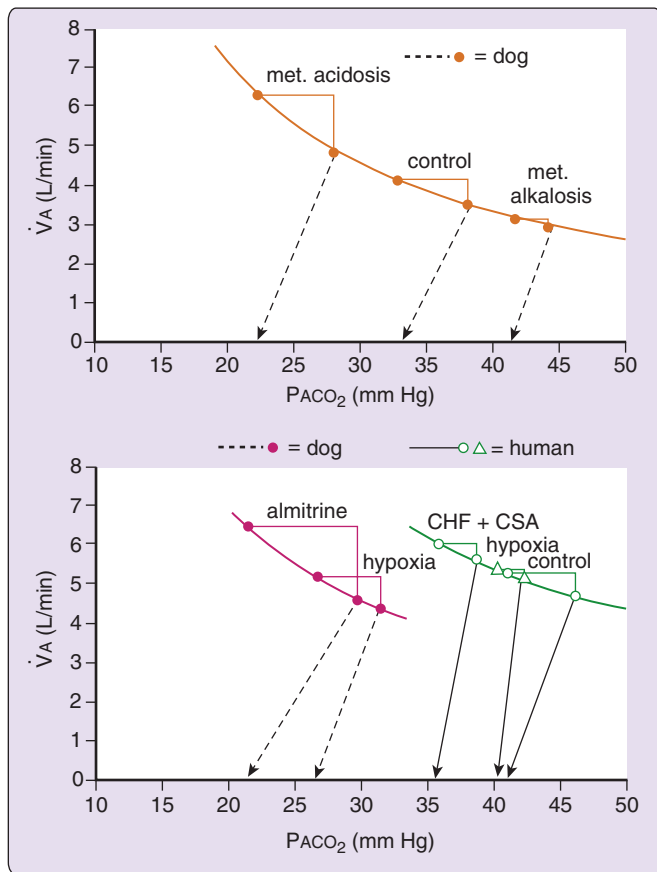 8
= dog
met. acidosis
7
6
5
control
met.
alkalosis
4
3
2
1
0
V̇A (L/min)
10 15 20 25 30 35 40 45 50
PACO₂ (mm Hg)
= dog = human
8
7
almitrine
CHF + CSA
6
hypoxia
hypoxia
control
5
4
3
2
1
0
V̇A (L/min)
10 15 20 25 30 35 40 45 50
PACO₂ (mm Hg)